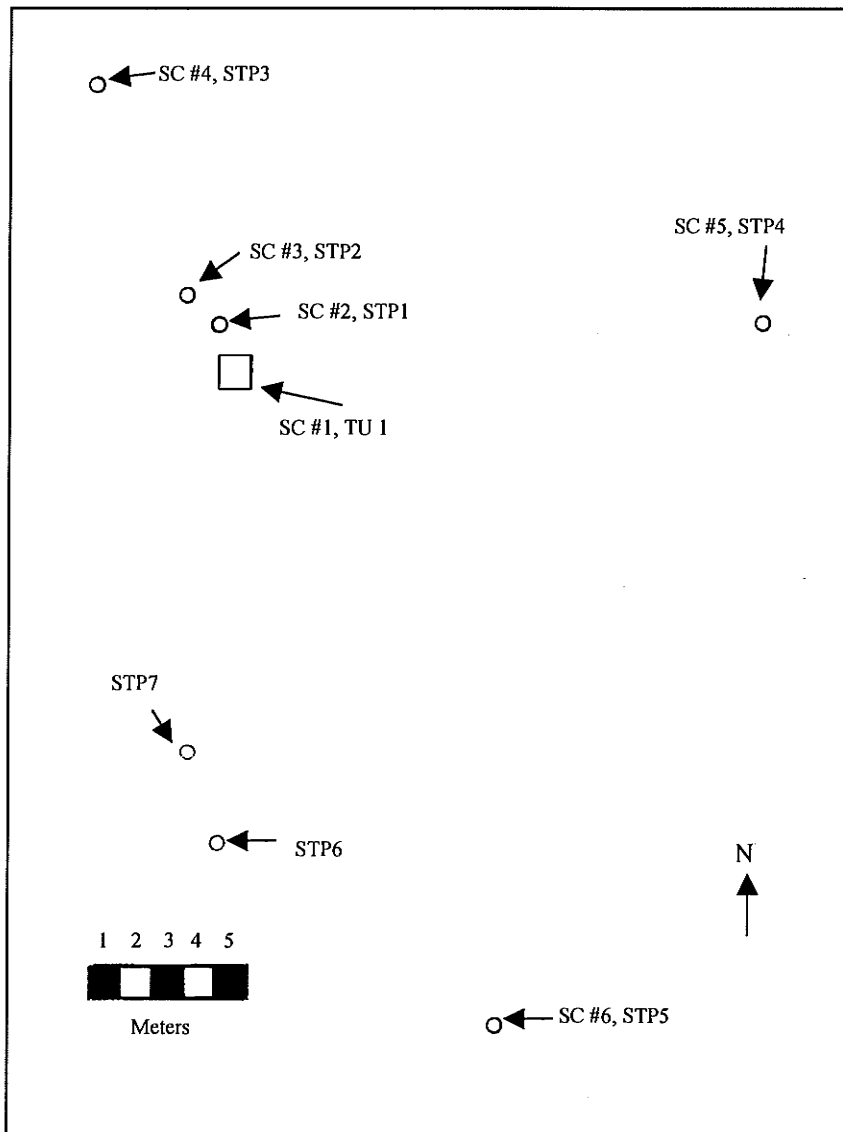 SC #4, STP3
SC #5, STP4
SC #3, STP2
SC #2, STP1
SC #1, TU 1
STP7
STP6
N
1 2 3 4 5
Meters
SC #6, STP5